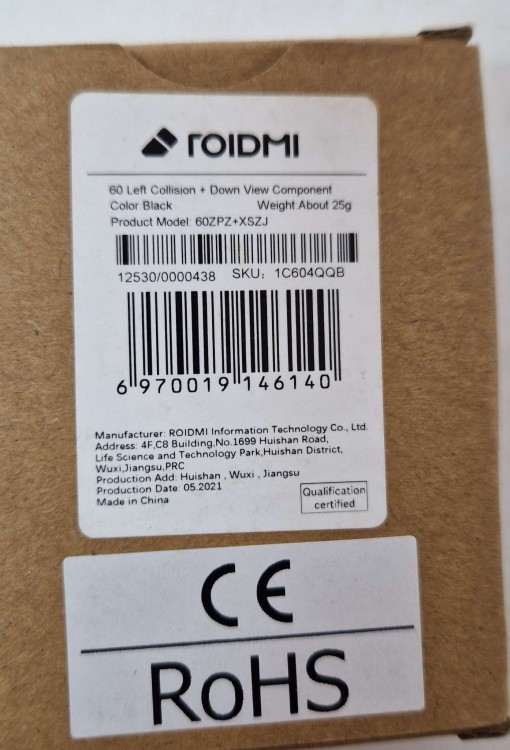 ROIDMI
60 Left Collision + Down View Component
Color:Black Weight:About 25g
Product Model: 60ZPZ+XSZJ
12530/0000438 SKU: 1C604QQB
6 970019 146140
Manufacturer: ROIDMI Information Technology Co., Ltd.
Address: 4F,C8 Building,No.1699 Huishan Road,
Life Science and Technology Park,Huishan District,
Wuxi,Jiangsu,PRC
Production Add: Huishan , Wuxi , Jiangsu
Production Date: 05.2021
Made in China
Qualification
certified
CE
RoHS